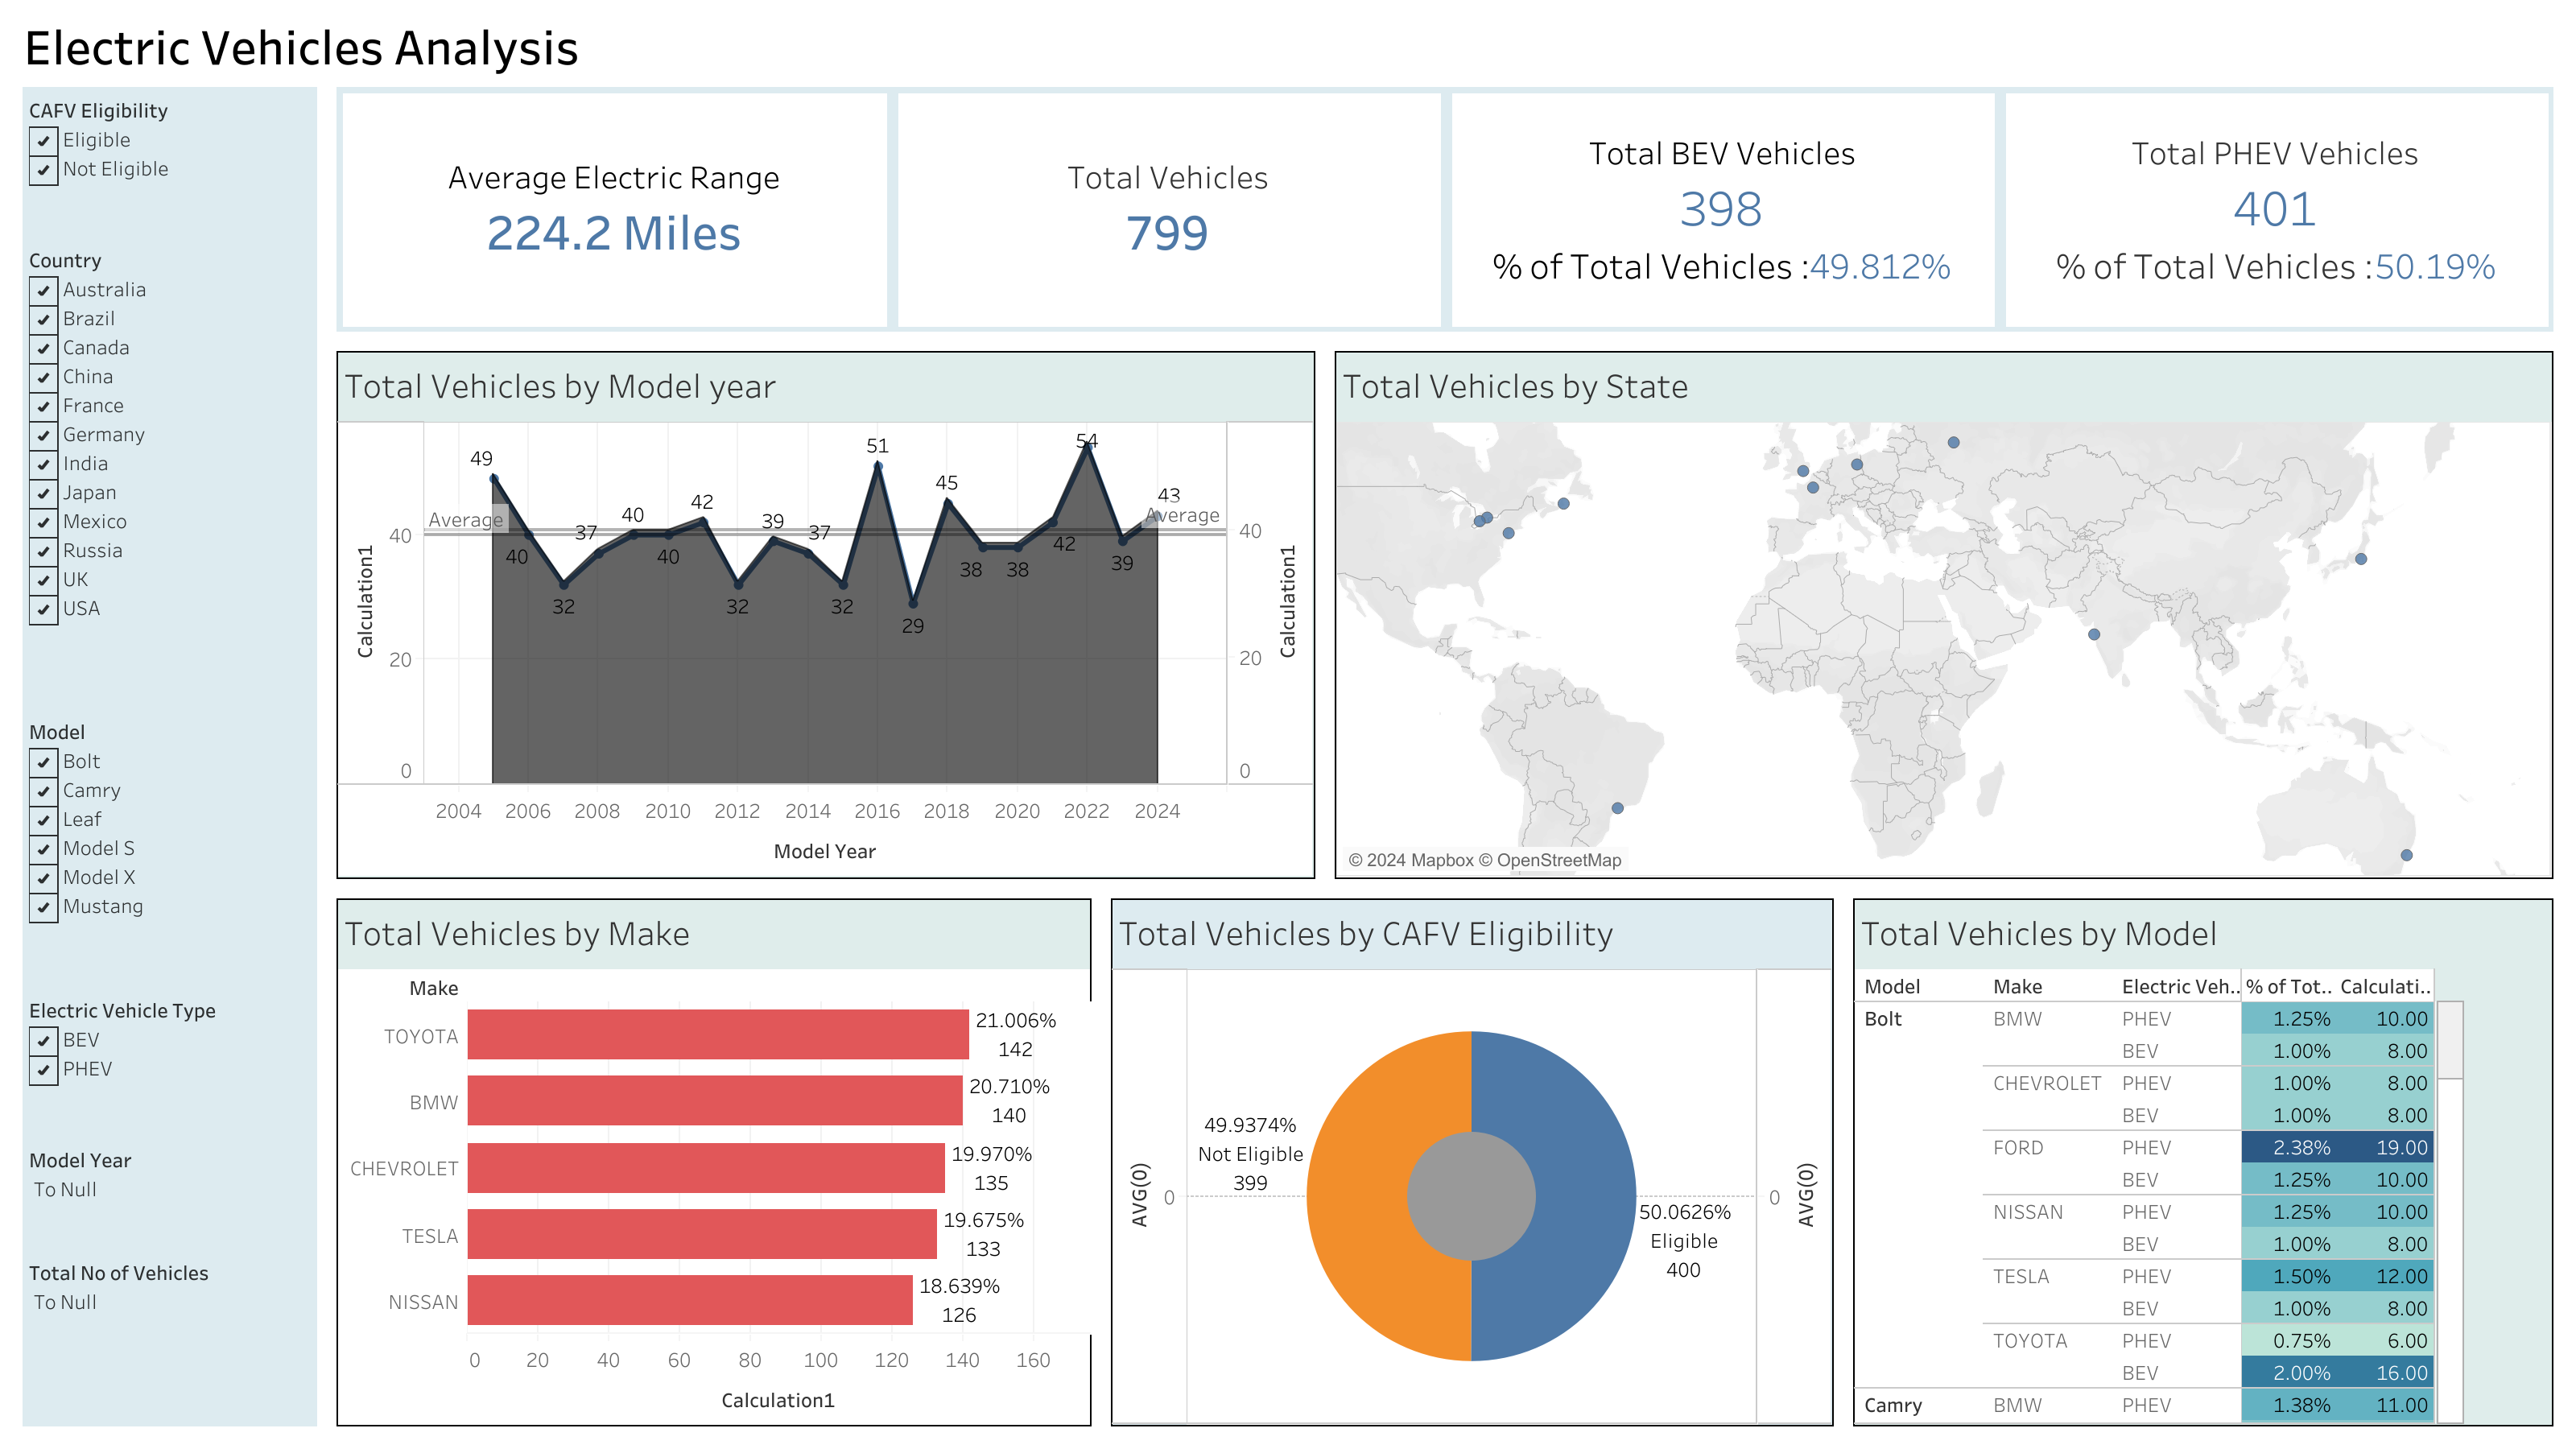 Electric Vehicles Analysis
CAFV Eligibility
Eligible
Not Eligible
Country
Australia
Brazil
Canada
China
France
Germany
India
Japan
Mexico
Russia
UK
USA
Model
Bolt
Camry
Leaf
Model S
Model X
Mustang
Electric Vehicle Type
BEV
PHEV
Model Year
To Null
Total No of Vehicles
To Null
Average Electric Range
224.2 Miles
Total Vehicles
799
Total BEV Vehicles
398
% of Total Vehicles :49.812%
Total PHEV Vehicles
401
% of Total Vehicles :50.19%
Total Vehicles by Model year
Calculation1
40
20
0
Average
49
40
32
37
40
40
42
32
39
37
32
51
29
45
38
38
42
54
39
43
Average
40
20
0
Calculation1
2004 2006 2008 2010 2012 2014 2016 2018 2020 2022 2024
Model Year
Total Vehicles by State
© 2024 Mapbox © OpenStreetMap
Total Vehicles by Make
Make
TOYOTA
21.006%
142
BMW
20.710%
140
CHEVROLET
19.970%
135
TESLA
19.675%
133
NISSAN
18.639%
126
0 20 40 60 80 100 120 140 160
Calculation1
Total Vehicles by CAFV Eligibility
AVG(0)
0
49.9374%
Not Eligible
399
50.0626%
Eligible
400
0
AVG(0)
Total Vehicles by Model
Model Make Electric Veh.. % of Tot.. Calculati..
Bolt BMW PHEV 1.25% 10.00
BEV 1.00% 8.00
CHEVROLET PHEV 1.00% 8.00
BEV 1.00% 8.00
FORD PHEV 2.38% 19.00
BEV 1.25% 10.00
NISSAN PHEV 1.25% 10.00
BEV 1.00% 8.00
TESLA PHEV 1.50% 12.00
BEV 1.00% 8.00
TOYOTA PHEV 0.75% 6.00
BEV 2.00% 16.00
Camry BMW PHEV 1.38% 11.00